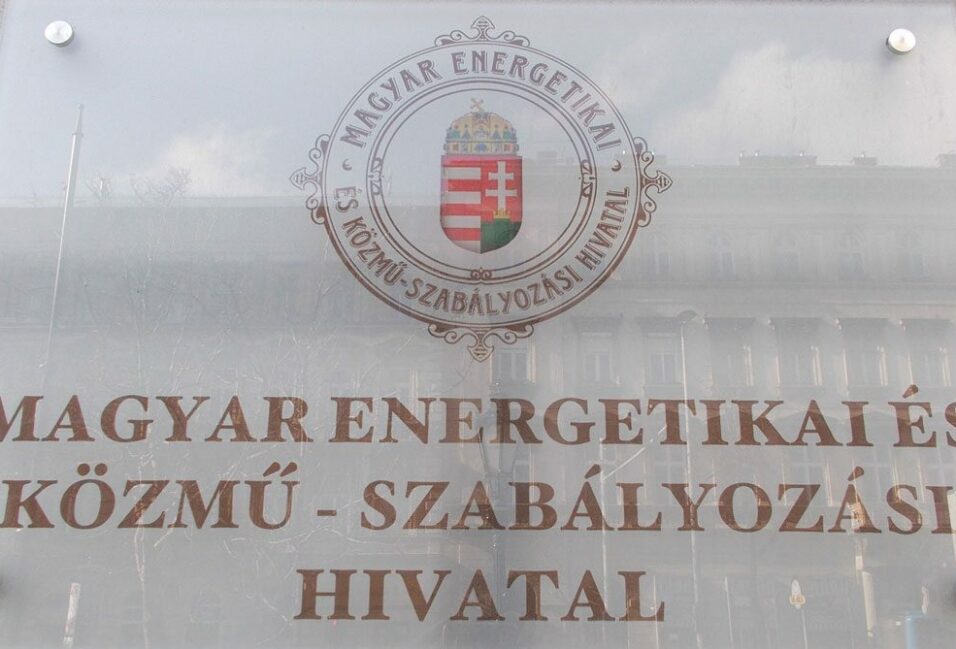 MAGYAR ENERGETIKAI
ÉS KÖZMŰ-SZABÁLYOZÁSI HIVATAL
MAGYAR ENERGETIKAI ÉS
KÖZMŰ - SZABÁLYOZÁSI
HIVATAL